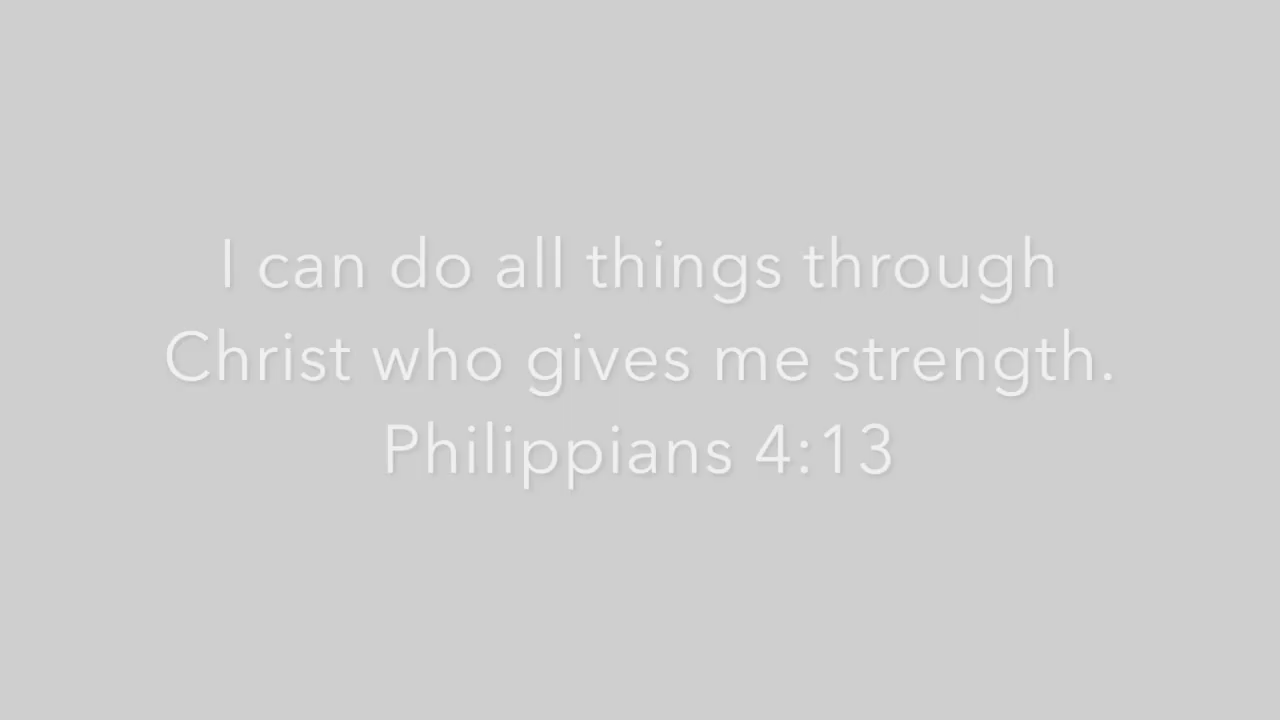 I can do all things through
Christ who gives me strength.
Philippians 4:13